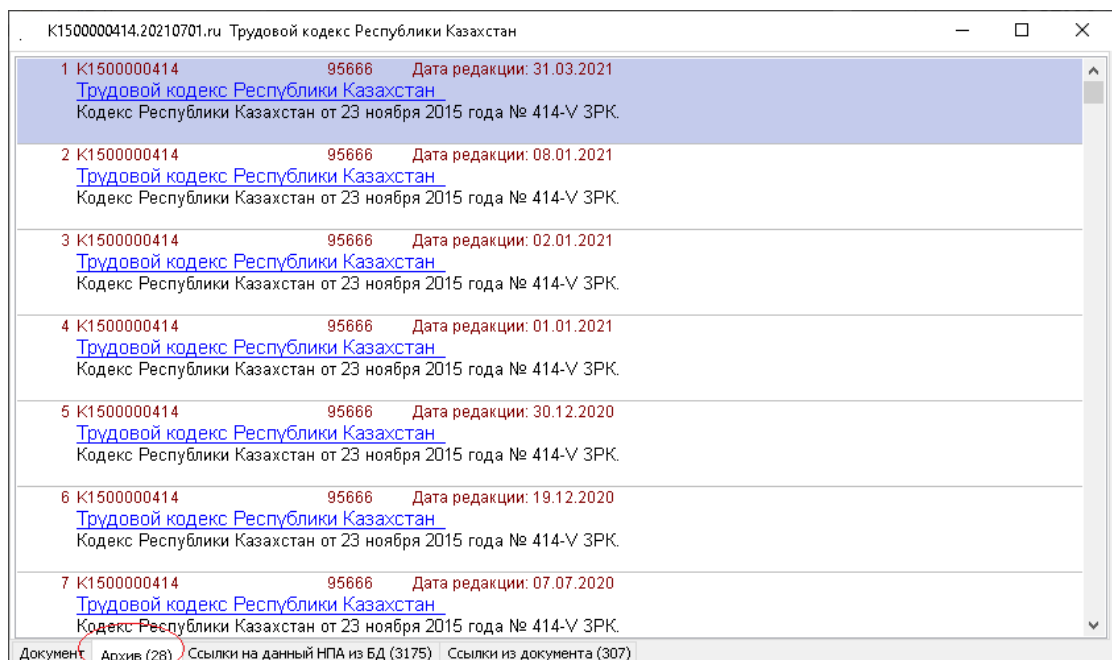 K1500000414.20210701.ru Трудовой кодекс Республики Казахстан
1 K1500000414 95666 Дата редакции: 31.03.2021
Трудовой кодекс Республики Казахстан
Кодекс Республики Казахстан от 23 ноября 2015 года № 414-V ЗРК.
2 K1500000414 95666 Дата редакции: 08.01.2021
Трудовой кодекс Республики Казахстан
Кодекс Республики Казахстан от 23 ноября 2015 года № 414-V ЗРК.
3 K1500000414 95666 Дата редакции: 02.01.2021
Трудовой кодекс Республики Казахстан
Кодекс Республики Казахстан от 23 ноября 2015 года № 414-V ЗРК.
4 K1500000414 95666 Дата редакции: 01.01.2021
Трудовой кодекс Республики Казахстан
Кодекс Республики Казахстан от 23 ноября 2015 года № 414-V ЗРК.
5 K1500000414 95666 Дата редакции: 30.12.2020
Трудовой кодекс Республики Казахстан
Кодекс Республики Казахстан от 23 ноября 2015 года № 414-V ЗРК.
6 K1500000414 95666 Дата редакции: 19.12.2020
Трудовой кодекс Республики Казахстан
Кодекс Республики Казахстан от 23 ноября 2015 года № 414-V ЗРК.
7 K1500000414 95666 Дата редакции: 07.07.2020
Трудовой кодекс Республики Казахстан
Кодекс Республики Казахстан от 23 ноября 2015 года № 414-V ЗРК.
Документ Архив (28) Ссылки на данный НПА из БД (3175) Ссылки из документа (307)